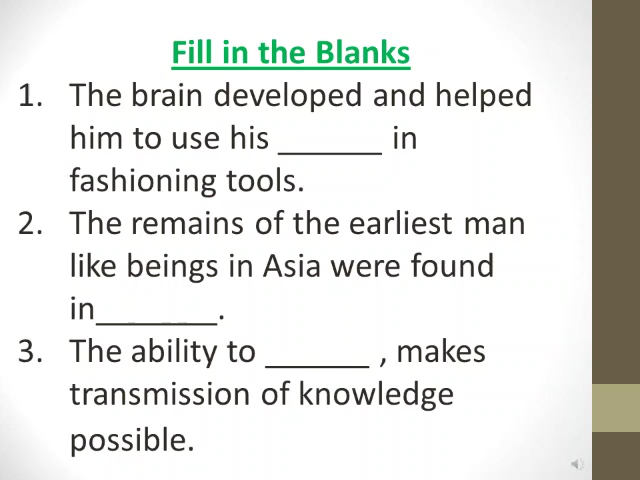 Fill in the Blanks
1. The brain developed and helped
him to use his ______ in
fashioning tools.
2. The remains of the earliest man
like beings in Asia were found
in_______.
3. The ability to ______ , makes
transmission of knowledge
possible.